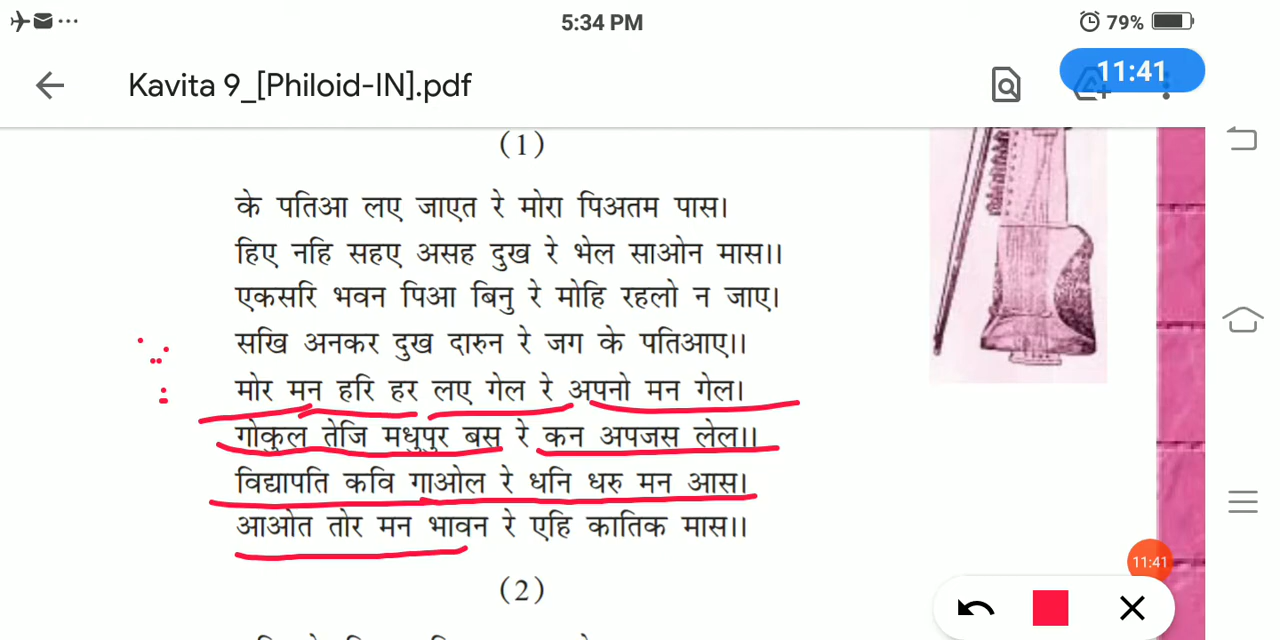 5:34 PM
79%
Kavita 9_[Philoid-IN].pdf
11:41
(1)
के पतिआ लए जाएत रे मोरा पिअतम पास।
हिए नहि सहए असह दुख रे भेल साओन मास।।
एकसरि भवन पिआ बिनु रे मोहि रहलो न जाए।
सखि अनकर दुख दारुन रे जग के पतिआए।।
मोर मन हरि हर लए गेल रे अपनो मन गेल।
गोकुल तेजि मधुपुर बस रे कन अपजस लेल।।
विद्यापति कवि गाओल रे धनि धरु मन आस।
आओत तोर मन भावन रे एहि कातिक मास।।
11:41
(2)